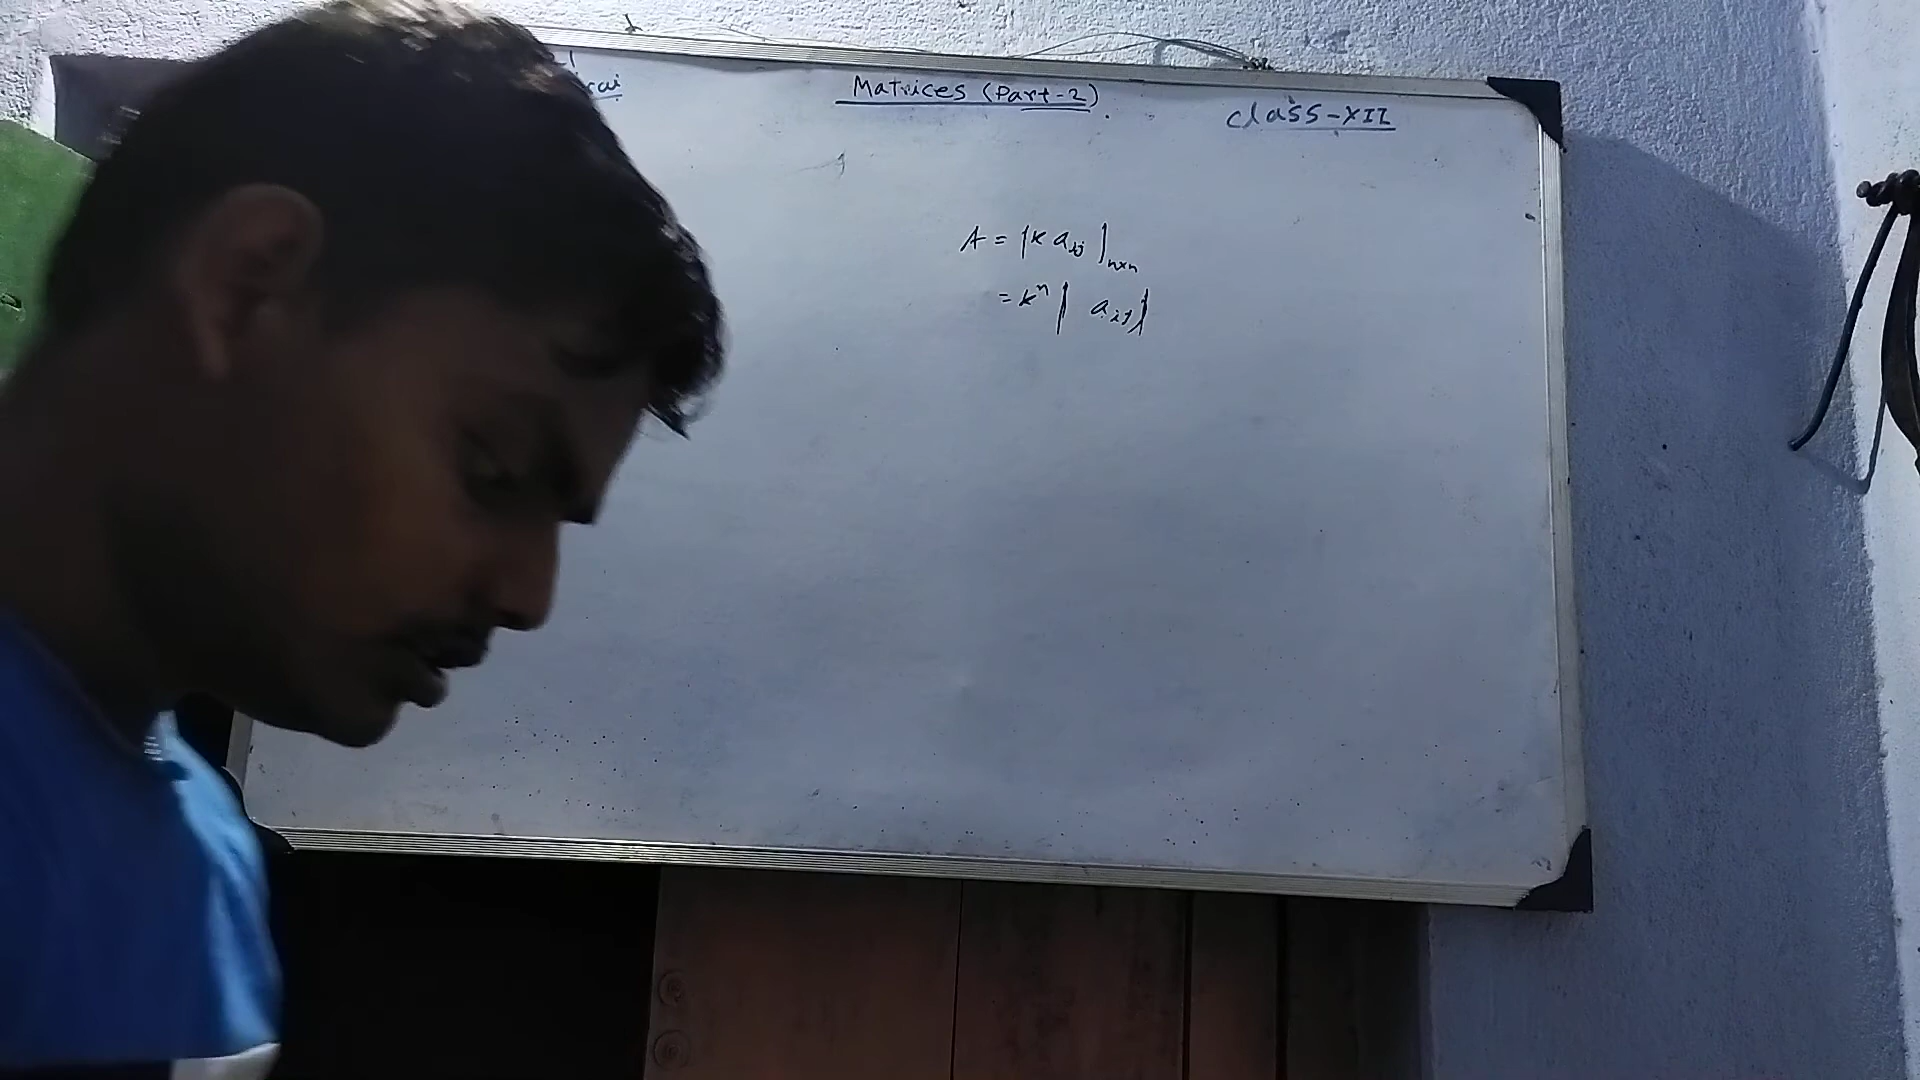 Matrices (Part-2)
Class-XII
A = [k aij]n×n
= k^n | aij |